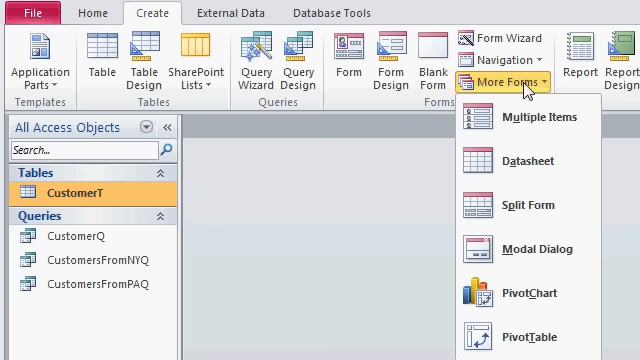 File Home Create External Data Database Tools
Application Parts
Table
Table Design
SharePoint Lists
Query Wizard
Query Design
Form
Form Design
Blank Form
Form Wizard
Navigation
More Forms
Report
Report Design
Templates Tables Queries Forms
All Access Objects
Search...
Tables
CustomerT
Queries
CustomerQ
CustomersFromNYQ
CustomersFromPAQ
Multiple Items
Datasheet
Split Form
Modal Dialog
PivotChart
PivotTable